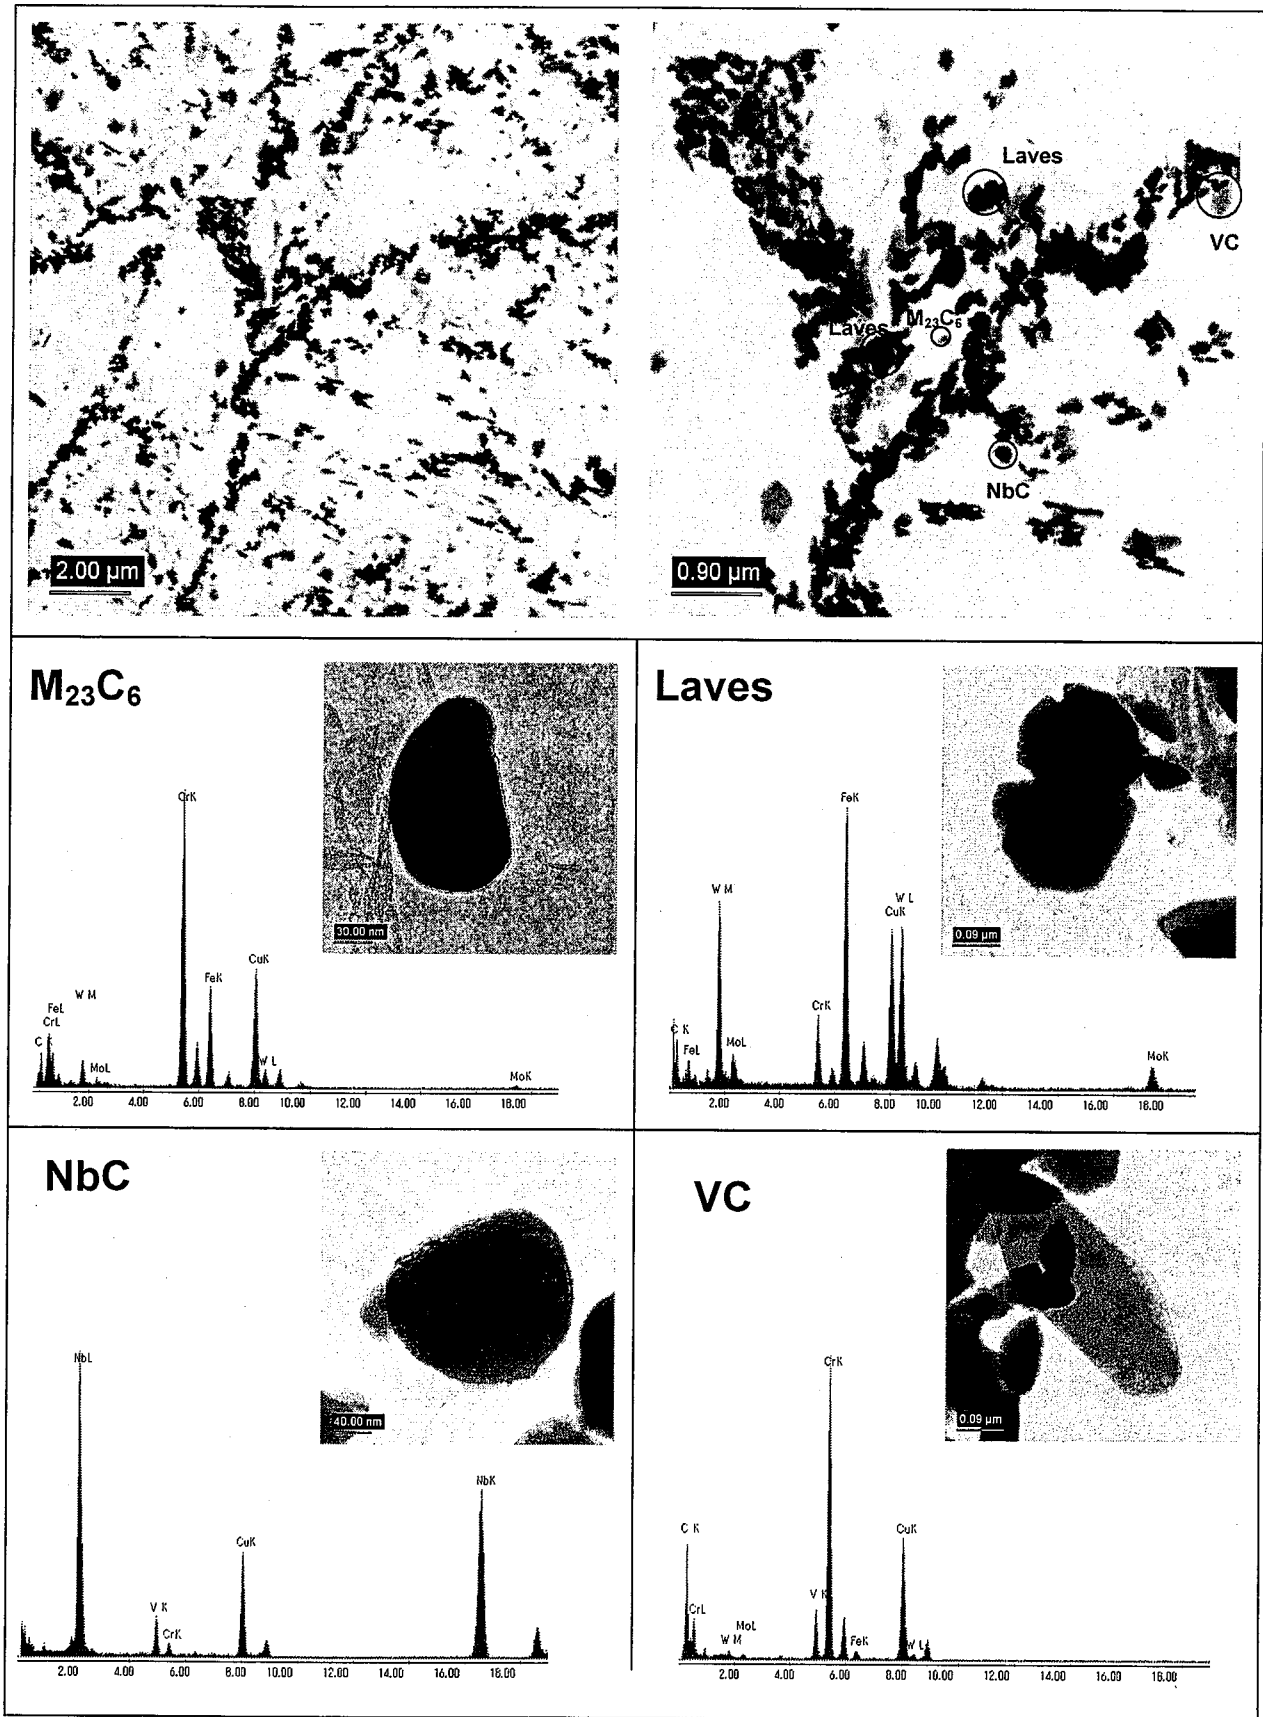 Laves
VC
Laves
M₂₃C₆
NbC
2.00 µm
0.90 µm
M₂₃C₆
30.00 nm
CrK
CuK
FeK
W M
FeL
CrL
C K
MoL
W L
MoK
2.00 4.00 6.00 8.00 10.00 12.00 14.00 16.00 18.00
Laves
0.09 µm
FeK
W M
W L
CuK
CrK
C K
FeL
MoL
MoK
2.00 4.00 6.00 8.00 10.00 12.00 14.00 16.00 18.00
NbC
40.00 nm
NbL
NbK
CuK
V K
CrK
2.00 4.00 6.00 8.00 10.00 12.00 14.00 16.00 18.00
VC
0.09 µm
CrK
C K
CuK
V K
CrL
MoL
W M
FeK
W L
2.00 4.00 6.00 8.00 10.00 12.00 14.00 16.00 18.00